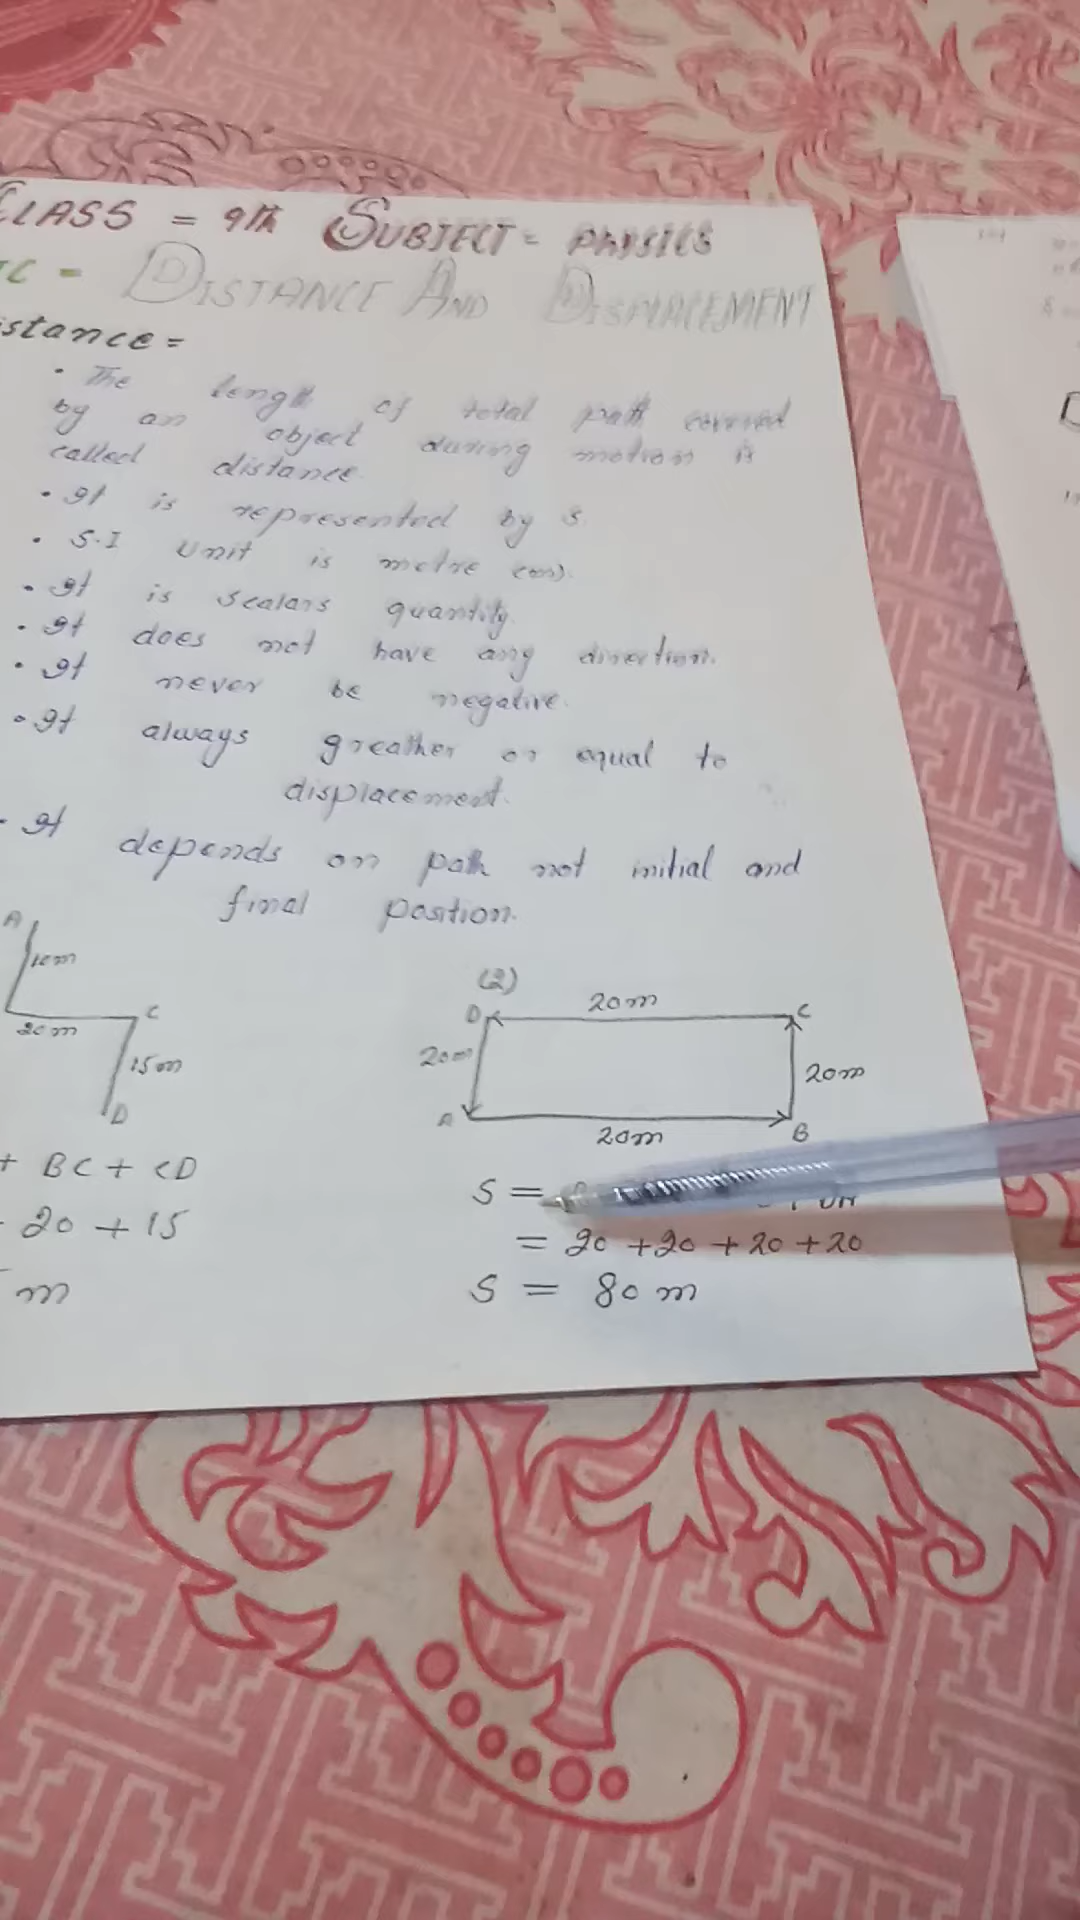 CLASS = 9th SUBJECT = PHYSICS
IC = DISTANCE AND DISPLACEMENT
istance =
• The length of total path covered
by an object during motion is
called distance.
• It is represented by s.
• S.I Unit is metre (m).
• It is scalars quantity.
• It does not have any direction.
• It never be negative.
• It always greather or equal to
displacement.
• It depends on path not initial and
final position.
A
10m
20m
C
15m
D
+ BC + CD
20 + 15
m
(2)
D 20m C
20m
20m
A 20m B
S =
= 20 + 20 + 20 + 20
S = 80 m